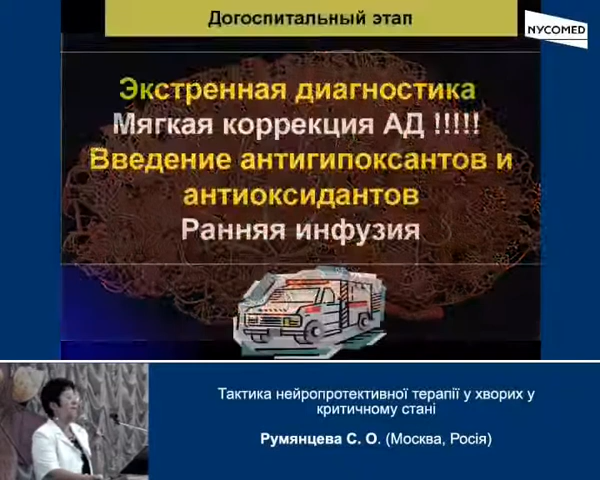 Догоспитальный этап
NYCOMED
Экстренная диагностика
Мягкая коррекция АД !!!!!
Введение антигипоксантов и
антиоксидантов
Ранняя инфузия
Тактика нейропротективної терапії у хворих у
критичному стані
Румянцева С. О. (Москва, Росія)